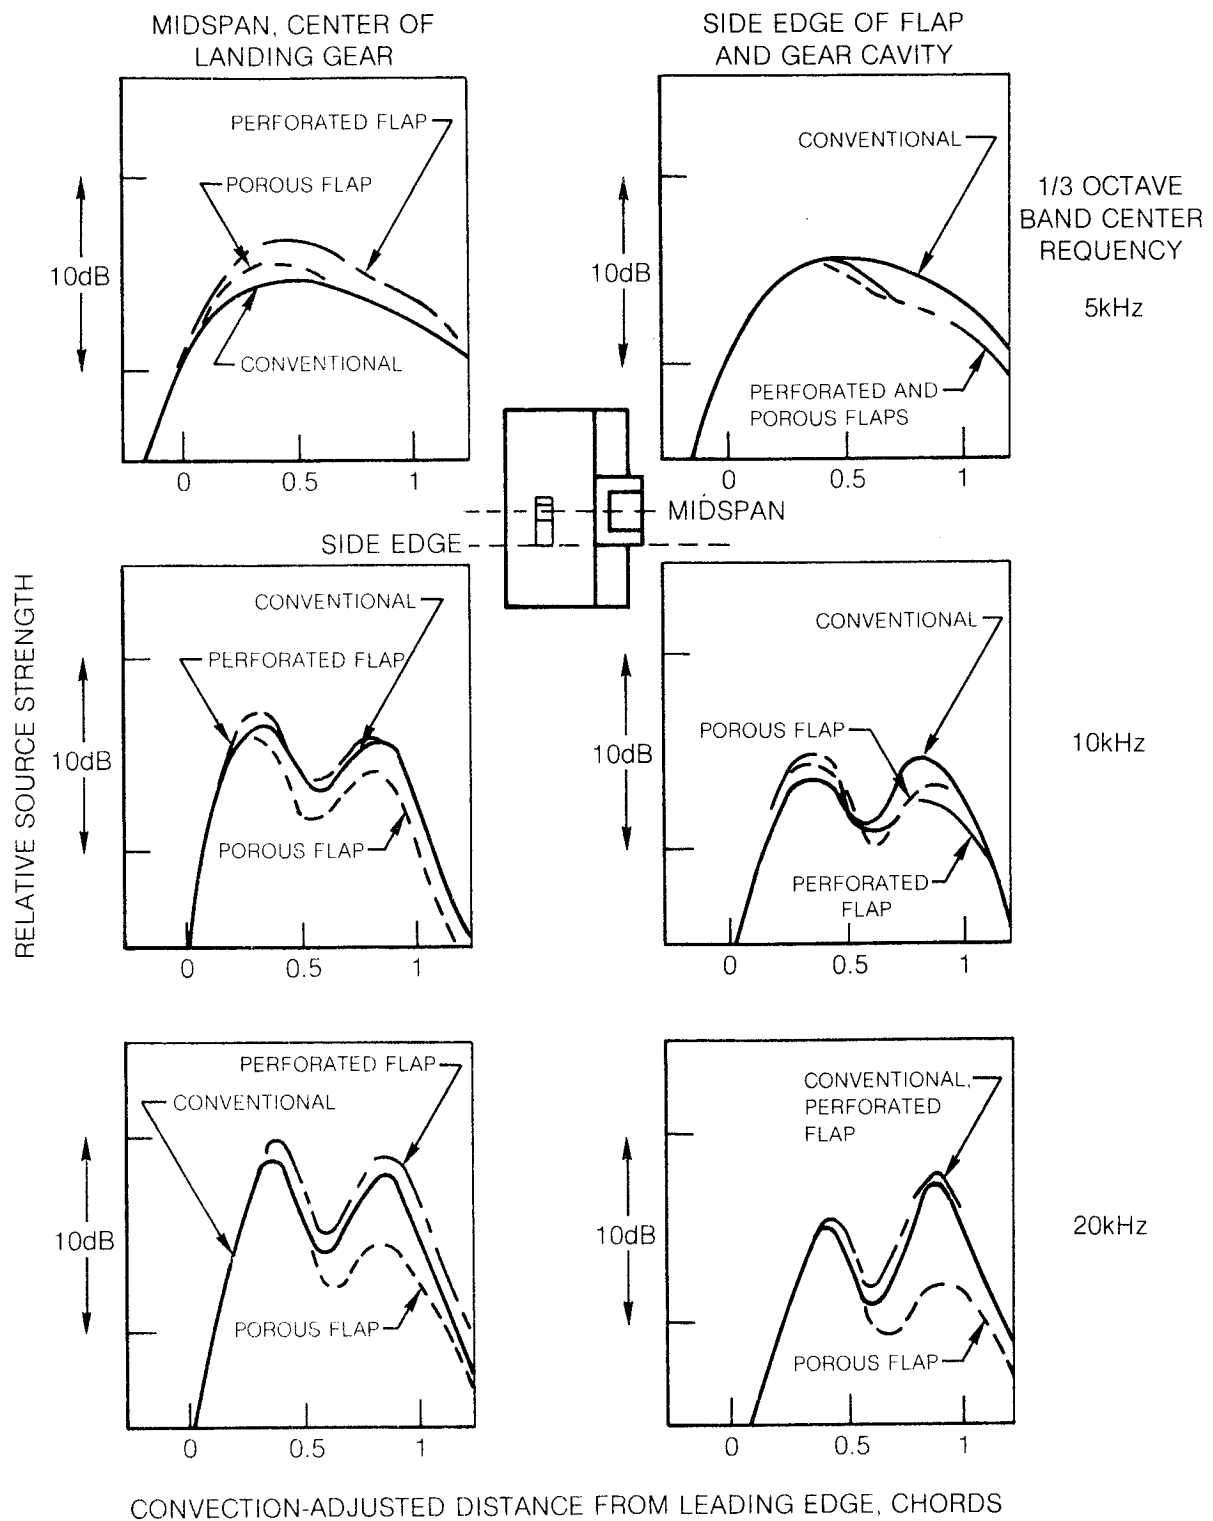 MIDSPAN, CENTER OF
LANDING GEAR
SIDE EDGE OF FLAP
AND GEAR CAVITY
PERFORATED FLAP
POROUS FLAP
10dB
CONVENTIONAL
0 0.5 1
CONVENTIONAL
10dB
PERFORATED AND
POROUS FLAPS
0 0.5 1
1/3 OCTAVE
BAND CENTER
REQUENCY
5kHz
MIDSPAN
SIDE EDGE
RELATIVE SOURCE STRENGTH
CONVENTIONAL
PERFORATED FLAP
10dB
POROUS FLAP
0 0.5 1
CONVENTIONAL
POROUS FLAP
10dB
PERFORATED
FLAP
0 0.5 1
10kHz
PERFORATED FLAP
CONVENTIONAL
10dB
POROUS FLAP
0 0.5 1
CONVENTIONAL,
PERFORATED
FLAP
10dB
POROUS FLAP
0 0.5 1
20kHz
CONVECTION-ADJUSTED DISTANCE FROM LEADING EDGE, CHORDS